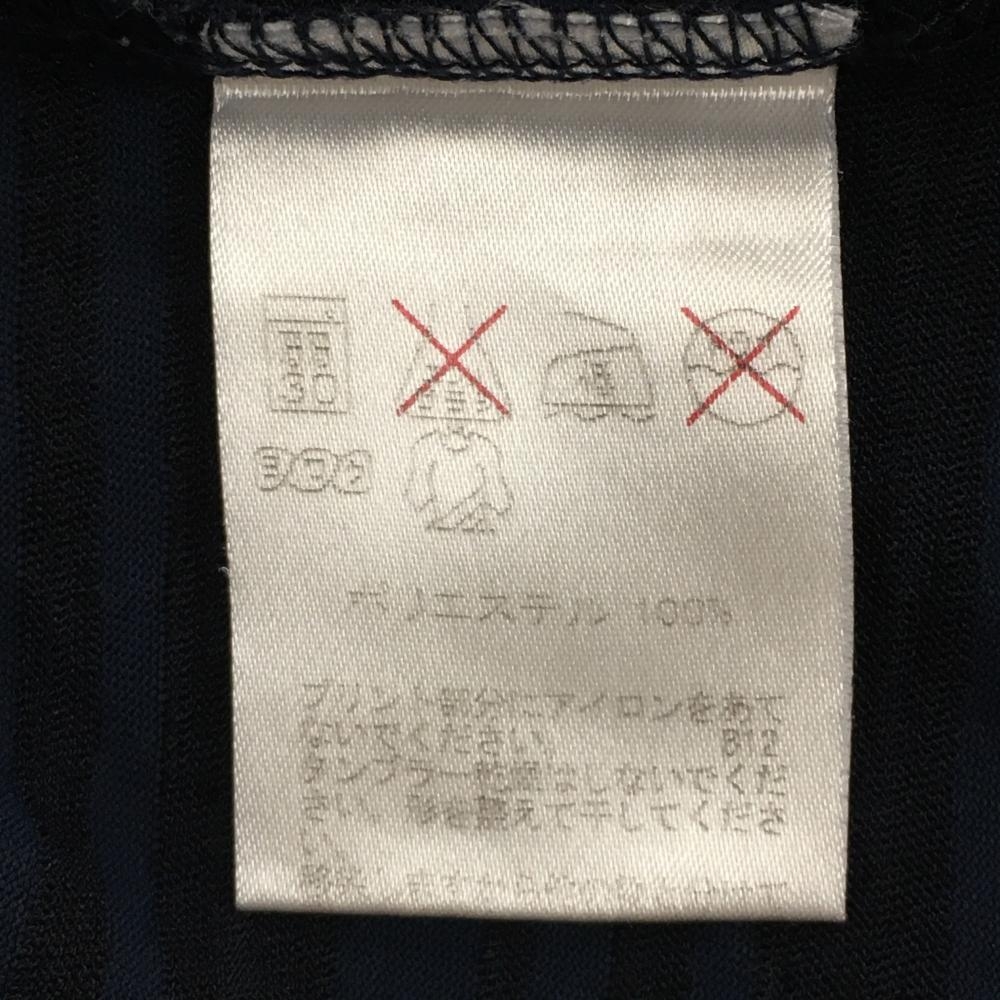 30
ポリエステル 100%
プリント部分にアイロンをあて
ないでください。 B12
タンブラー乾燥はしないでくだ
さい。形を整えて干してくださ
い。